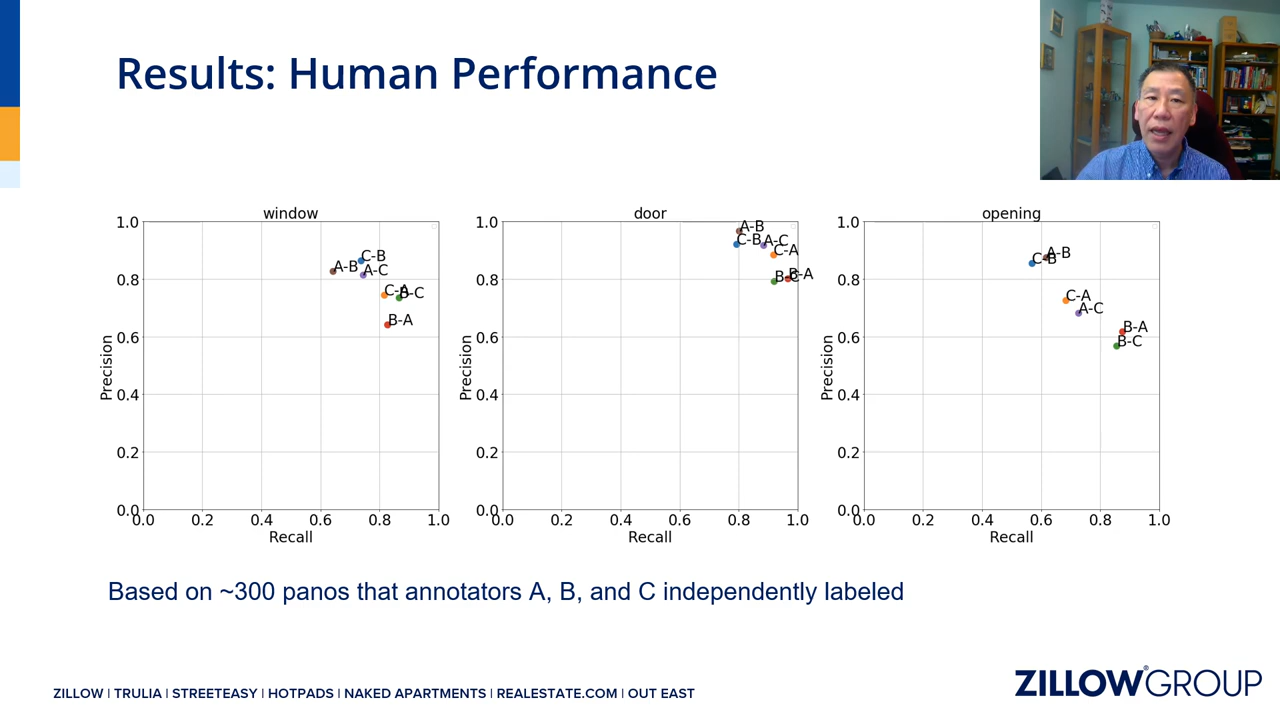 Results: Human Performance
window
1.0
0.8
0.6
0.4
0.2
0.0
Precision
C-B
A-B
A-C
C-A
B-C
B-A
0.0 0.2 0.4 0.6 0.8 1.0
Recall
door
1.0
0.8
0.6
0.4
0.2
0.0
Precision
A-B
C-B
A-C
C-A
B-A
B-C
0.0 0.2 0.4 0.6 0.8 1.0
Recall
opening
1.0
0.8
0.6
0.4
0.2
0.0
Precision
A-B
C-B
C-A
A-C
B-A
B-C
0.0 0.2 0.4 0.6 0.8 1.0
Recall
Based on ~300 panos that annotators A, B, and C independently labeled
ZILLOW | TRULIA | STREETEASY | HOTPADS | NAKED APARTMENTS | REALESTATE.COM | OUT EAST
ZILLOW®GROUP